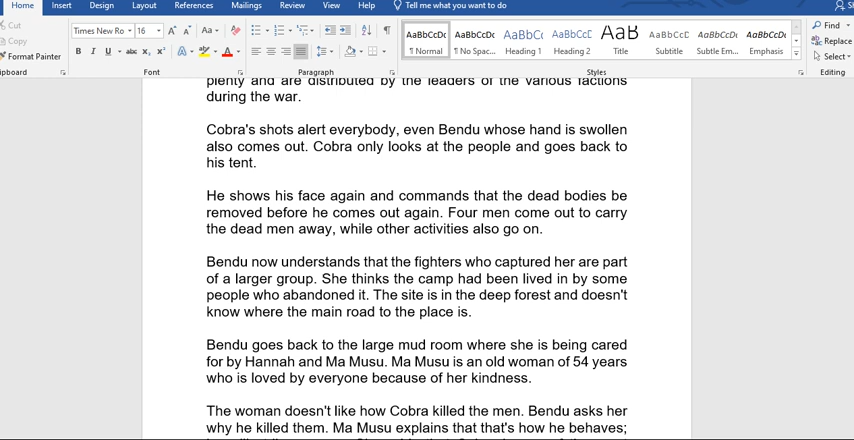 Home Insert Design Layout References Mailings Review View Help Tell me what you want to do
Cut
Copy
Format Painter
ipboard
Times New Ro 16
Aa
B I U abc X₂ X²
Font
Paragraph
AaBbCcDc AaBbCcDc AaBbCc AaBbCc AaB AaBbCcD AaBbCcDc AaBbCcDc
¶ Normal ¶ No Spac... Heading 1 Heading 2 Title Subtitle Subtle Em... Emphasis
Styles
Find
Replace
Select
Editing
plenty and are distributed by the leaders of the various factions
during the war.
Cobra's shots alert everybody, even Bendu whose hand is swollen
also comes out. Cobra only looks at the people and goes back to
his tent.
He shows his face again and commands that the dead bodies be
removed before he comes out again. Four men come out to carry
the dead men away, while other activities also go on.
Bendu now understands that the fighters who captured her are part
of a larger group. She thinks the camp had been lived in by some
people who abandoned it. The site is in the deep forest and doesn't
know where the main road to the place is.
Bendu goes back to the large mud room where she is being cared
for by Hannah and Ma Musu. Ma Musu is an old woman of 54 years
who is loved by everyone because of her kindness.
The woman doesn't like how Cobra killed the men. Bendu asks her
why he killed them. Ma Musu explains that that's how he behaves;